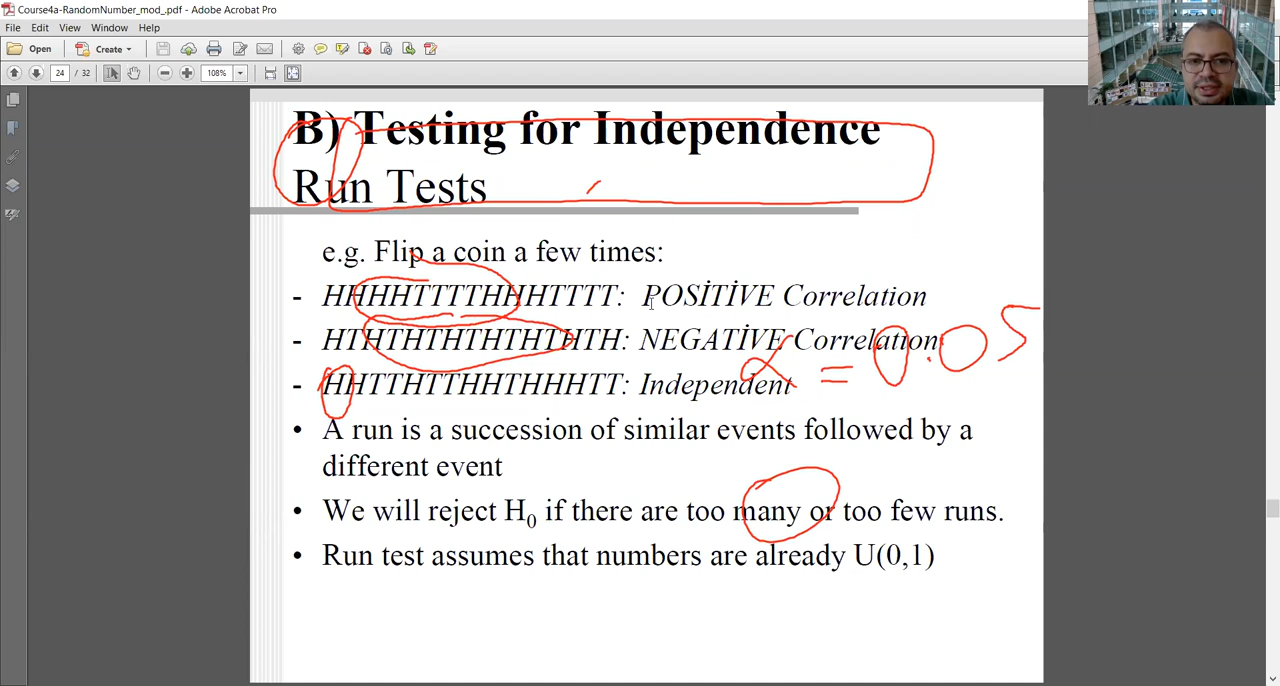 Course4a-RandomNumber_mod_.pdf - Adobe Acrobat Pro
File Edit View Window Help
Open Create 
24 / 32 108%
B) Testing for Independence
Run Tests
e.g. Flip a coin a few times:
- HHHHTTTTHHHTTTT: POSİTİVE Correlation
- HTHTHTHTHTHTHTH: NEGATİVE Correlation
α = 0.05
- HHTTHTTHHTHHHTT: Independent
• A run is a succession of similar events followed by a
different event
• We will reject H0 if there are too many or too few runs.
• Run test assumes that numbers are already U(0,1)